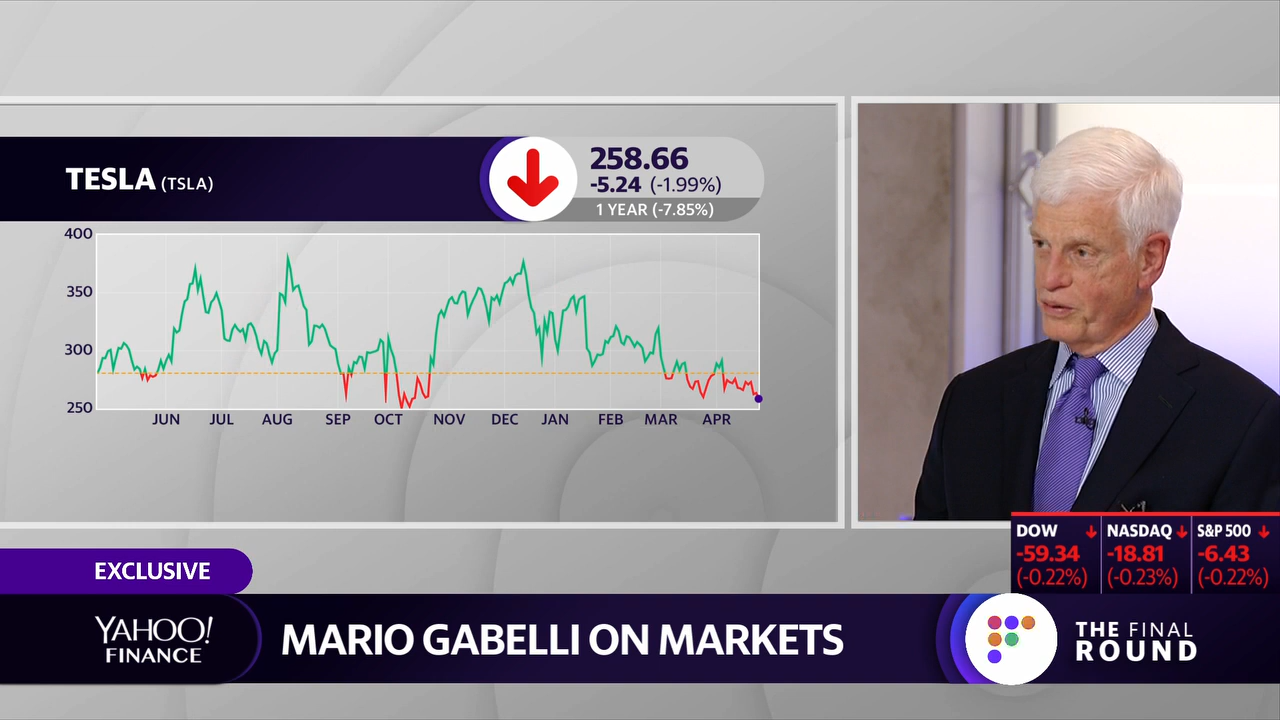 TESLA (TSLA)
258.66
-5.24 (-1.99%)
1 YEAR (-7.85%)
400
350
300
250
JUN JUL AUG SEP OCT NOV DEC JAN FEB MAR APR
DOW
-59.34
(-0.22%)
NASDAQ
-18.81
(-0.23%)
S&P 500
-6.43
(-0.22%)
EXCLUSIVE
YAHOO!
FINANCE
MARIO GABELLI ON MARKETS
THE FINAL
ROUND